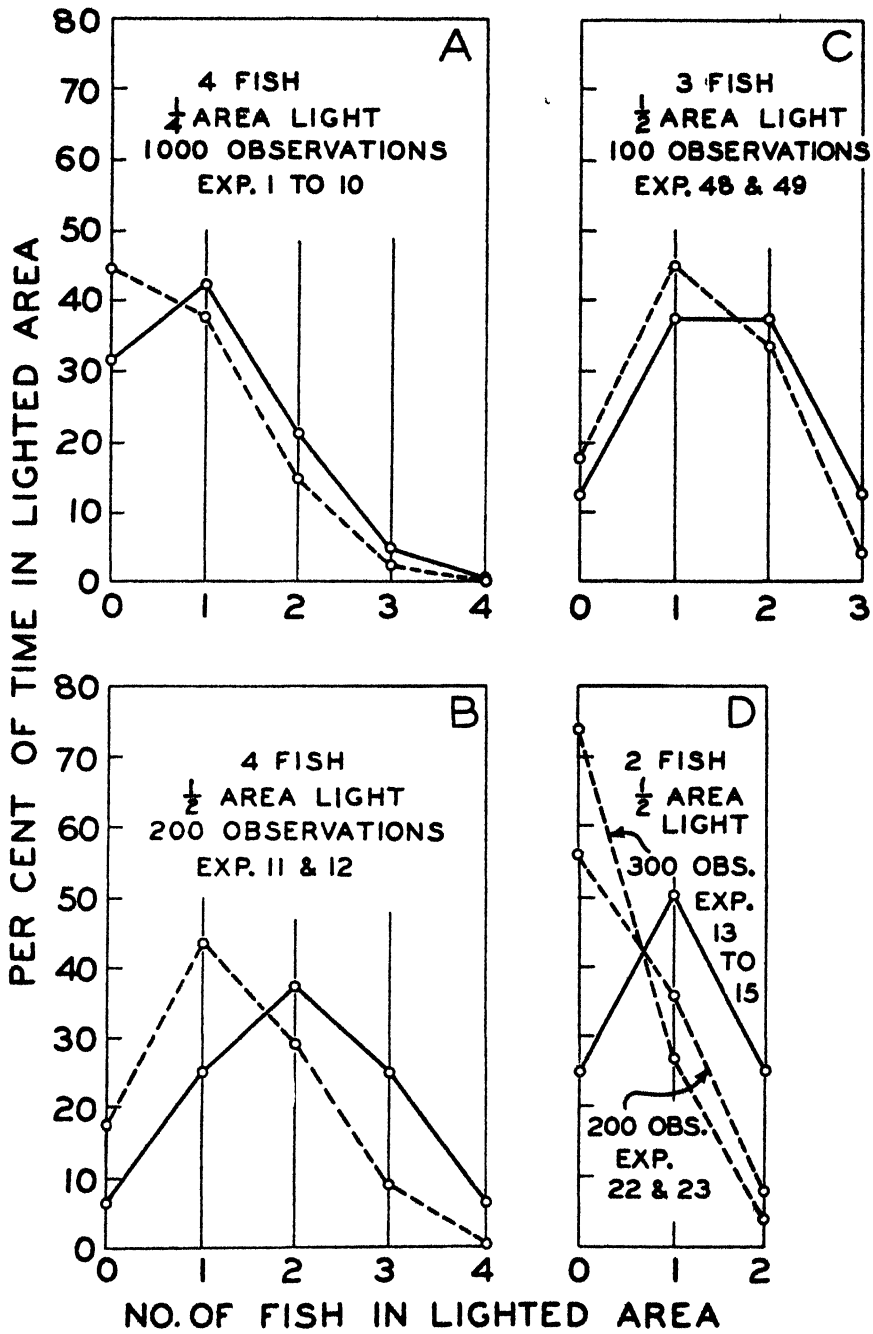 PER CENT OF TIME IN LIGHTED AREA
A
4 FISH
1/4 AREA LIGHT
1000 OBSERVATIONS
EXP. 1 TO 10
80
70
60
50
40
30
20
10
0
0 1 2 3 4
C
3 FISH
1/2 AREA LIGHT
100 OBSERVATIONS
EXP. 48 & 49
0 1 2 3
B
4 FISH
1/2 AREA LIGHT
200 OBSERVATIONS
EXP. 11 & 12
80
70
60
50
40
30
20
10
0
0 1 2 3 4
D
2 FISH
1/2 AREA
LIGHT
300 OBS.
EXP.
13
TO
15
200 OBS.
EXP.
22 & 23
0 1 2
NO. OF FISH IN LIGHTED AREA